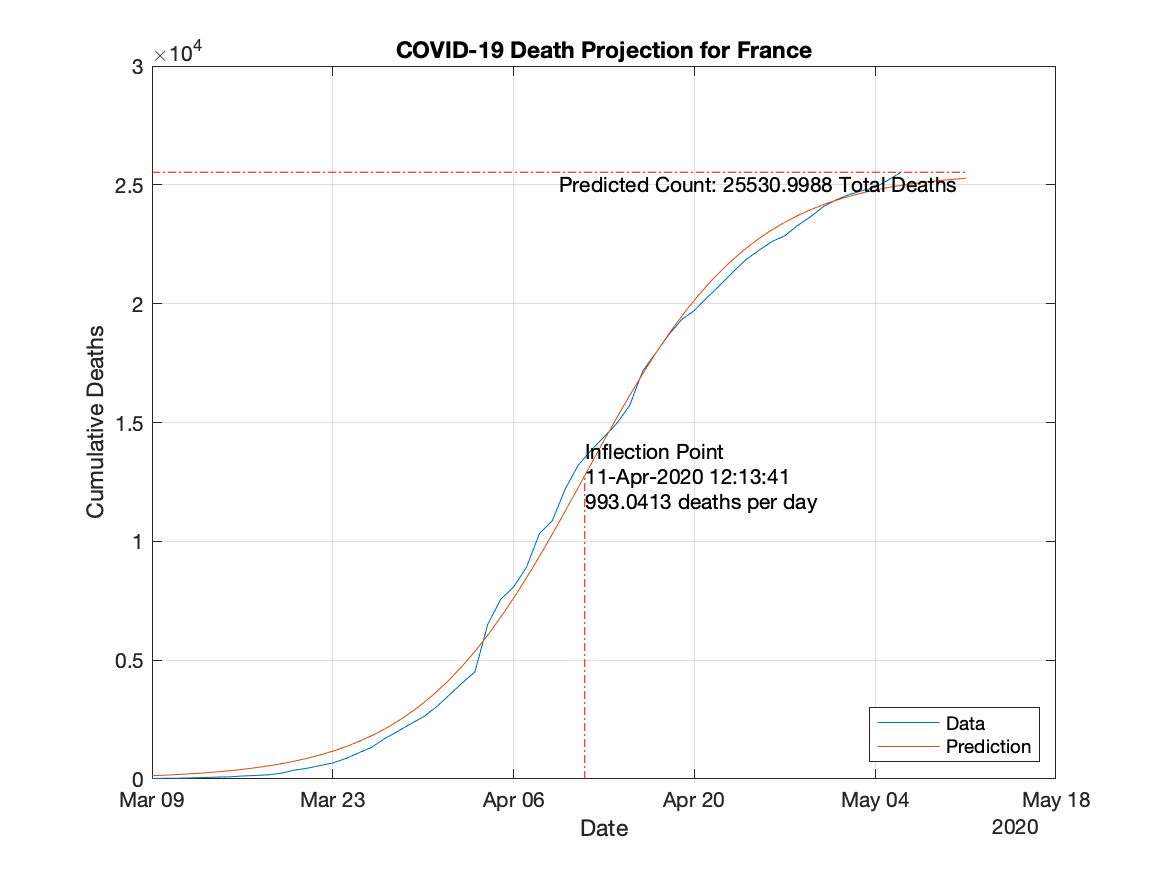 COVID-19 Death Projection for France
×10⁴
3
2.5
2
1.5
1
0.5
0
Cumulative Deaths
Predicted Count: 25530.9988 Total Deaths
Inflection Point
11-Apr-2020 12:13:41
993.0413 deaths per day
Data
Prediction
Mar 09 Mar 23 Apr 06 Apr 20 May 04 May 18
Date
2020